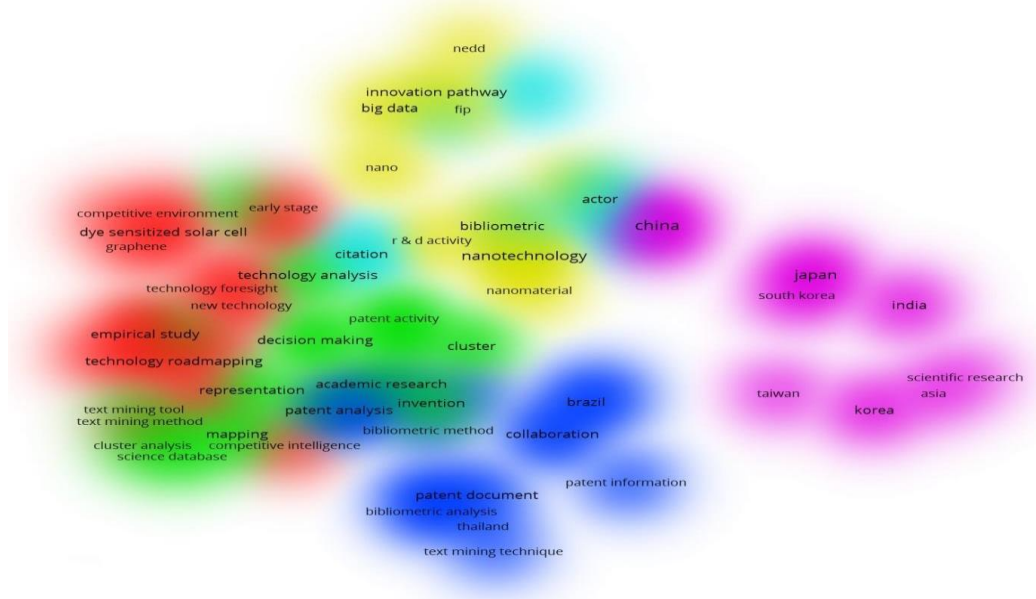 nedd
innovation pathway
big data
fip
nano
actor
competitive environment
early stage
bibliometric
china
dye sensitized solar cell
r & d activity
graphene
citation
nanotechnology
technology analysis
japan
technology foresight
nanomaterial
south korea
new technology
india
patent activity
empirical study
decision making
cluster
technology roadmapping
academic research
scientific research
representation
taiwan
asia
text mining tool
patent analysis
invention
brazil
korea
text mining method
mapping
bibliometric method
collaboration
cluster analysis
competitive intelligence
science database
patent information
patent document
bibliometric analysis
thailand
text mining technique